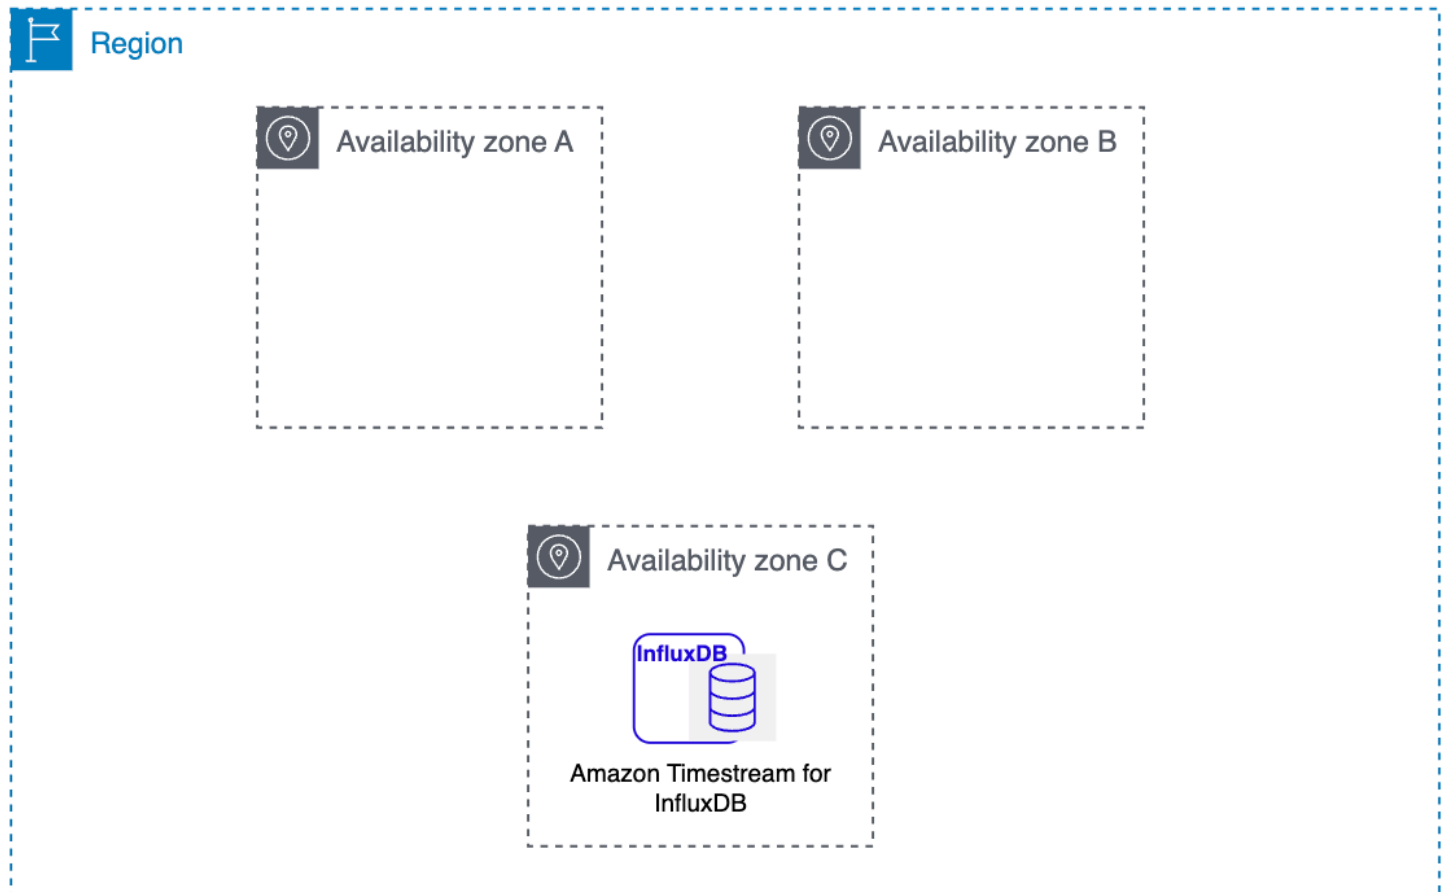 Region
Availability zone A
Availability zone B
Availability zone C
InfluxDB
Amazon Timestream for
InfluxDB